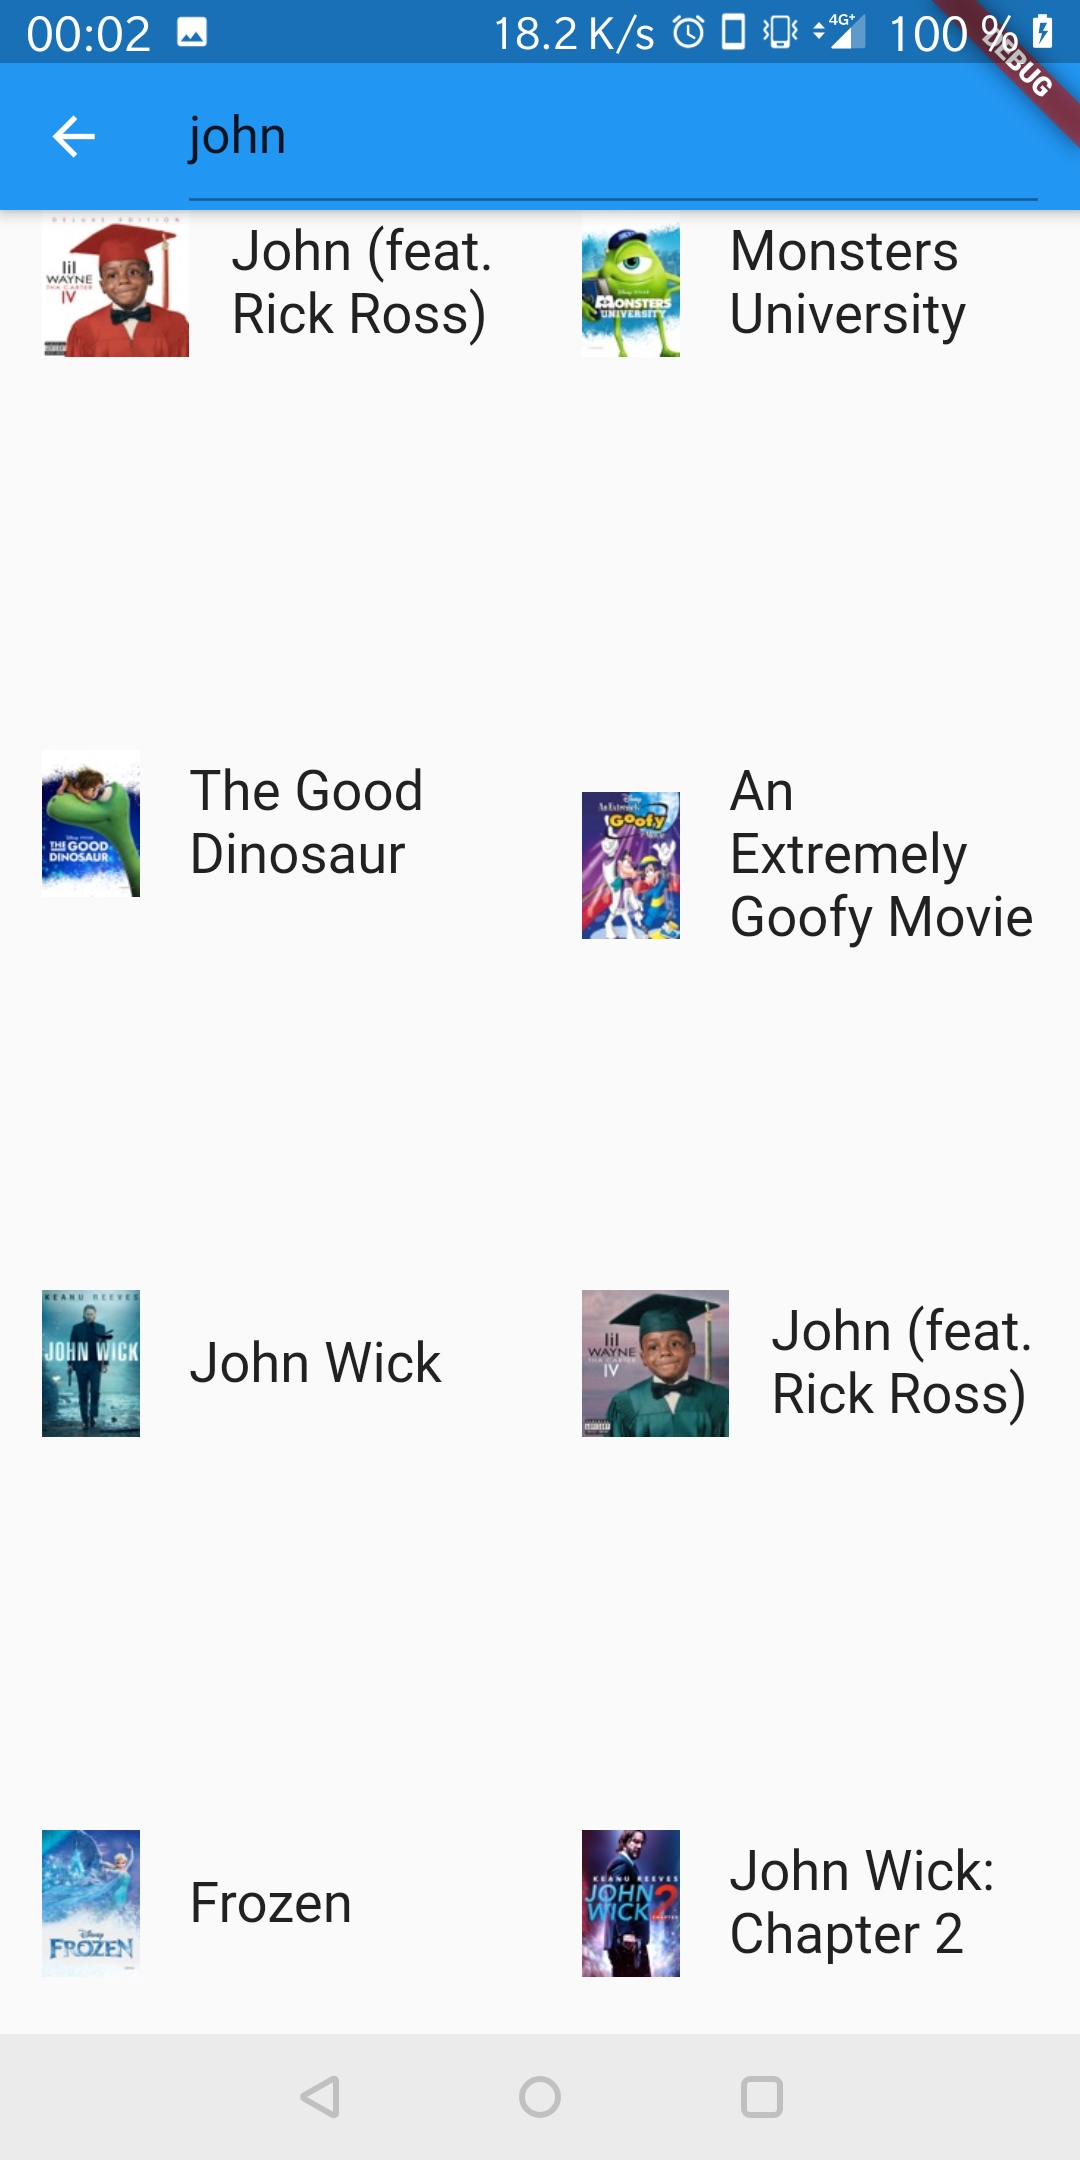 00:02 18.2 K/s 4G+ 100 %
DEBUG
john
DELUXE EDITION
lil
WAYNE
THA CARTER
IV
John (feat.
Rick Ross)
MONSTERS
UNIVERSITY
Monsters
University
THE GOOD
DINOSAUR
The Good
Dinosaur
An Extremely
Goofy
Movie
An
Extremely
Goofy Movie
KEANU REEVES
JOHN WICK
John Wick
lil
WAYNE
THA CARTER
IV
John (feat.
Rick Ross)
Disney
FROZEN
Frozen
KEANU REEVES
JOHN
WICK 2
CHAPTER
John Wick:
Chapter 2